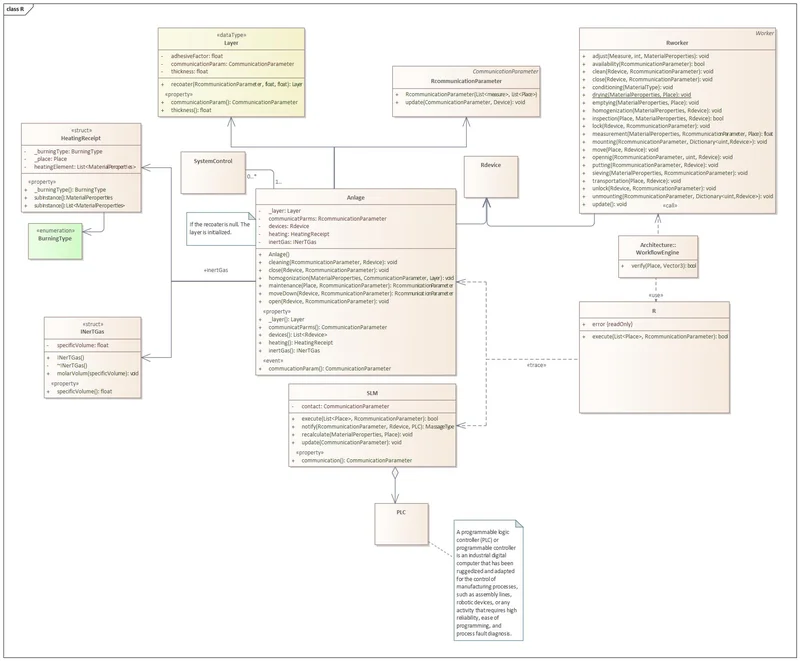 class R
«dataType»
Layer
- adhesiveFactor: float
- communicationParam: CommunicationParameter
- thickness: float
+ recoater(RcommunicationParameter, float, float): Layer
«property»
+ communicationParam(): CommunicationParameter
+ thickness(): float
CommunicationParameter
RcommunicationParameter
+ RcommunicationParameter(List<measure>, List<Place>)
+ update(CommunicationParameter, Device): void
Worker
Rworker
+ adjust(Measure, int, MaterialProperties): void
+ availability(RcommunicationParameter): bool
+ clean(Rdevice, RcommunicationParameter): void
+ close(Rdevice, RcommunicationParameter): void
+ conditioning(MaterialType): void
+ drying(MaterialPeroperties, Place): void
+ emptying(MaterialPeroperties, Place): void
+ homogenization(MaterialPeroperties, Rdevice): void
+ inspection(Place, MaterialPeroperties, Rdevice): bool
+ lock(Rdevice, RcommunicationParameter): void
+ measurement(MaterialPeroperties, RcommunicationParameter, Place): float
+ mounting(RcommunicationParameter, Dictionary<uint,Rdevice>): void
+ move(Place, Rdevice): void
+ opening(RcommunicationParameter, uint, Rdevice): void
+ putting(RcommunicationParameter, Rdevice): void
+ sieving(MaterialPeroperties, Rdevice): void
+ transportation(Place, Rdevice): void
+ unlock(Rdevice, RcommunicationParameter): void
+ unmounting(RcommunicationParameter, Dictionary<uint,Rdevice>): void
+ update(): void
«struct»
HeatingReceipt
- _burningType: BurningType
- _place: Place
- heatingElement: List<MaterialProperties>
«property»
+ _burningType(): BurningType
+ subinstance(): MaterialProperties
+ subinstance(): List<MaterialProperties>
«enumeration»
BurningType
SystemControl
0..*
1..
Rdevice
If the recoater is null. The
layer is initialized.
Anlage
- _layer: Layer
- communicatParms: RcommunicationParameter
- devices: Rdevice
- heating: HeatingReceipt
- inertGas: INerTGas
+ Anlage()
+ cleaning(RcommunicationParameter, Rdevice): void
+ close(Rdevice, RcommunicationParameter): void
+ homogonization(MaterialProperties, CommunicationParameter, Layer): void
+ maintenance(Place, RcommunicationParameter): RcommunicationParameter
+ moveDown(Rdevice, RcommunicationParameter): RcommunicationParameter
+ open(Rdevice, RcommunicationParameter): void
«property»
+ _layer(): Layer
+ communicatParms(): CommunicationParameter
+ devices(): List<Rdevice>
+ heating(): HeatingReceipt
+ inertGas(): INerTGas
«event»
+ commucationParam(): CommunicationParameter
«call»
Architecture::
WorkflowEngine
+ verify(Place, Vector3): bool
«use»
R
+ error {readOnly}
+ execute(List<Place>, RcommunicationParameter): bool
«inertGas»
«struct»
INerTGas
- specificVolume: float
+ INerTGas()
- ~INerTGas()
+ molarVolum(specificVolume): void
«property»
+ specificVolume(): float
«trace»
SLM
- contact: CommunicationParameter
+ execute(List<Place>, RcommunicationParameter): bool
+ notify(RcommunicationParameter, Rdevice, PLC): MassageType
+ recalculate(MaterialPeroperties, Place): void
+ update(CommunicationParameter): void
«property»
+ communication(): CommunicationParameter
PLC
A programmable logic
controller (PLC) or
programmable controller
is an industrial digital
computer that has been
ruggedized and adapted
for the control of
manufacturing processes,
such as assembly lines,
robotic devices, or any
activity that requires high
reliability, ease of
programming, and
process fault diagnosis.